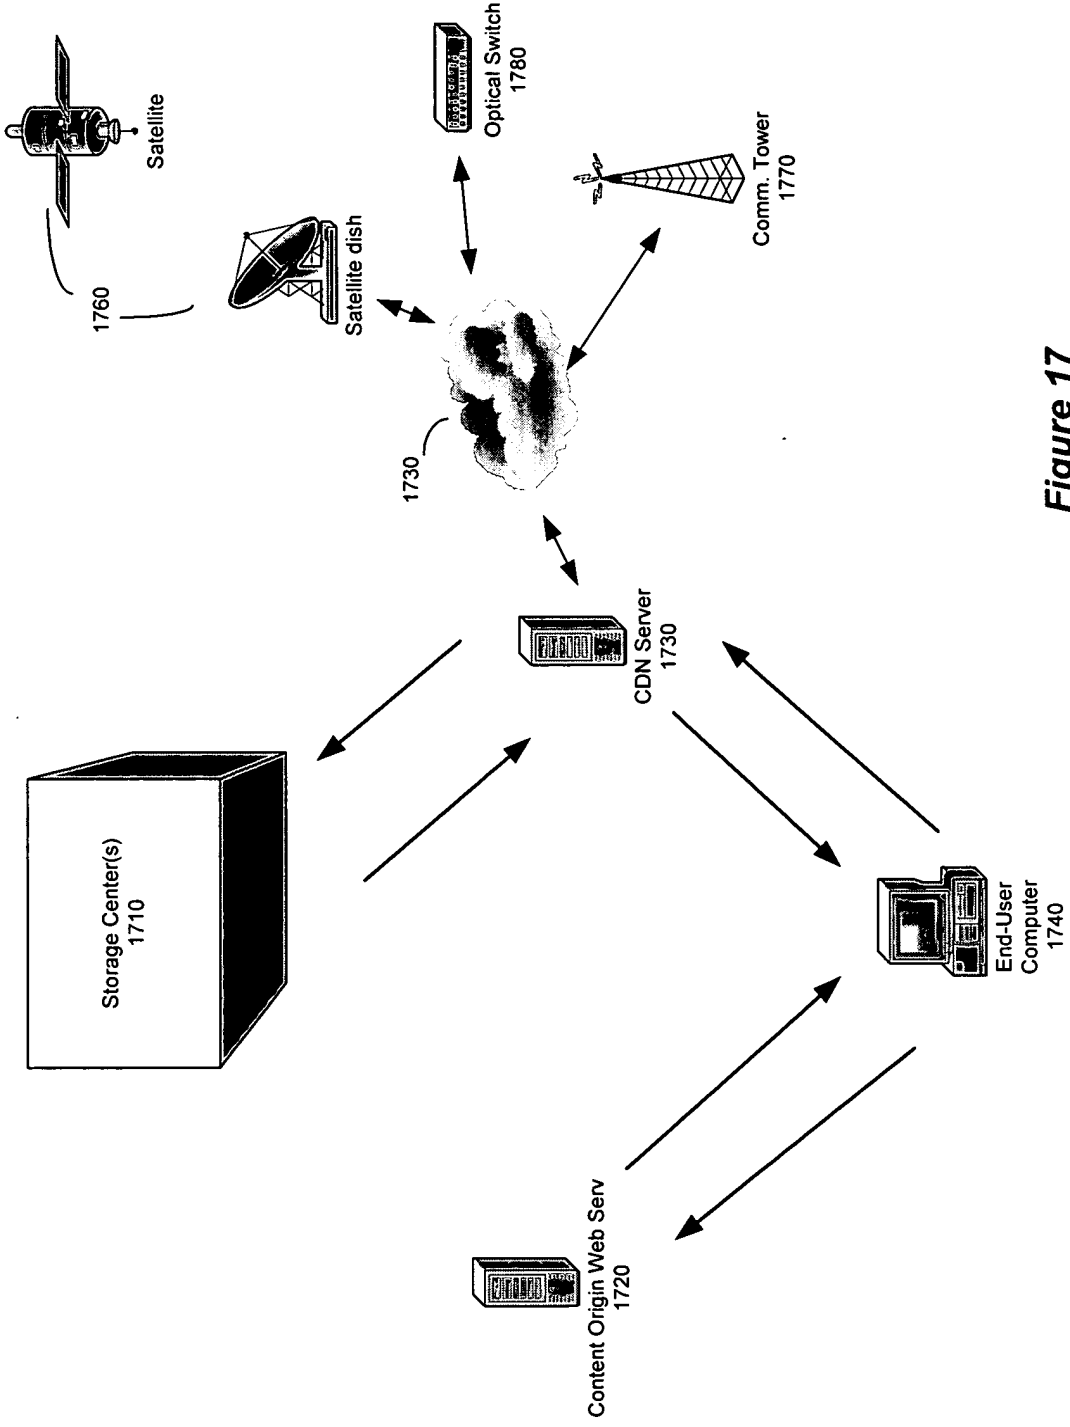 Storage Center(s)
1710
1760
Satellite
Satellite dish
Optical Switch
1780
1730
Comm. Tower
1770
CDN Server
1730
Content Origin Web Serv
1720
End-User
Computer
1740
Figure 17